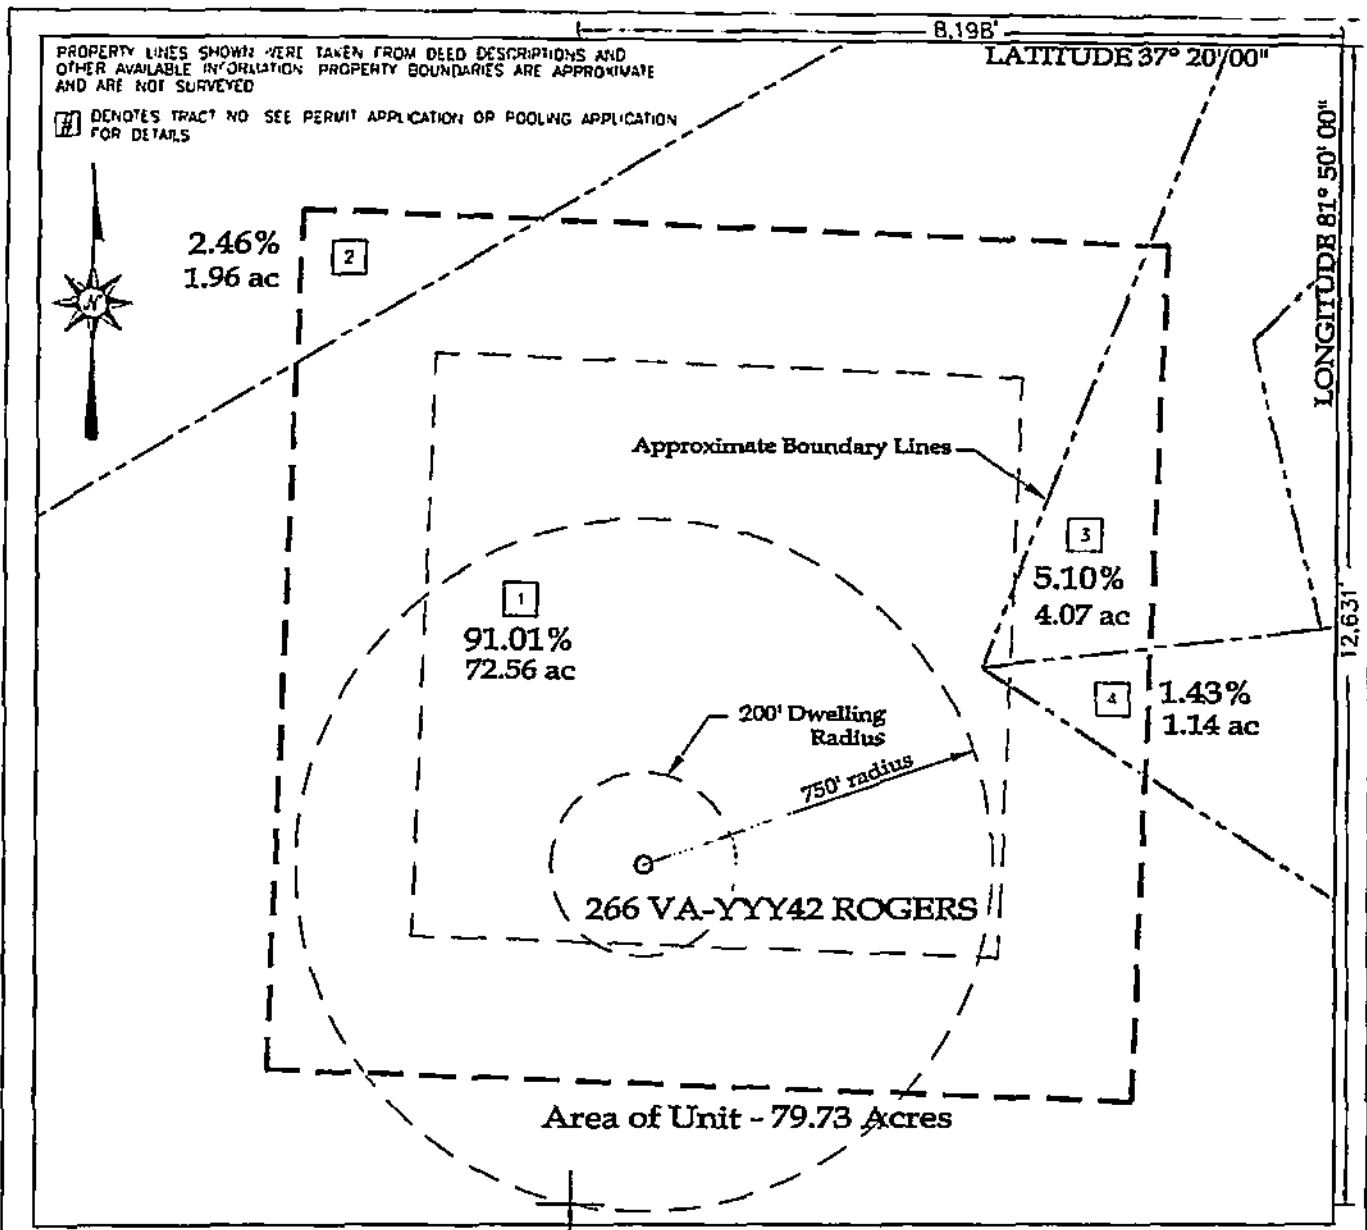 8,198'
LATITUDE 37° 20'00"
PROPERTY LINES SHOWN WERE TAKEN FROM DEED DESCRIPTIONS AND
OTHER AVAILABLE INFORMATION PROPERTY BOUNDARIES ARE APPROXIMATE
AND ARE NOT SURVEYED
# DENOTES TRACT NO SEE PERMIT APPLICATION OR POOLING APPLICATION
FOR DETAILS
LONGITUDE 81° 50' 00"
12,631'
N
2.46%
1.96 ac
2
Approximate Boundary Lines
3
5.10%
4.07 ac
1
91.01%
72.56 ac
4
1.43%
1.14 ac
200' Dwelling
Radius
750' radius
266 VA-YYY42 ROGERS
Area of Unit - 79.73 Acres